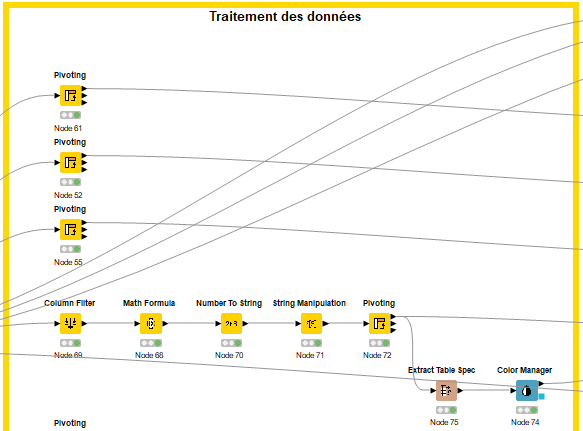 Traitement des données
Pivoting
Node 61
Pivoting
Node 52
Pivoting
Node 55
Column Filter
Math Formula
Number To String
String Manipulation
Pivoting
Node 69
Node 68
Node 70
Node 71
Node 72
Extract Table Spec
Color Manager
Node 75
Node 74
Pivoting